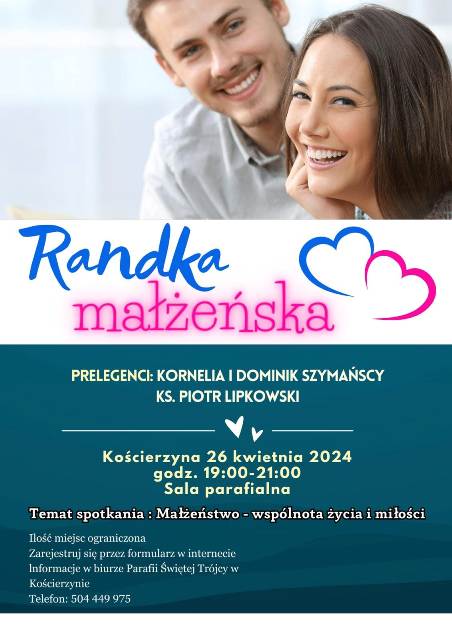 Randka
małżeńska
PRELEGENCI: KORNELIA I DOMINIK SZYMAŃSCY
KS. PIOTR LIPKOWSKI
Kościerzyna 26 kwietnia 2024
godz. 19:00-21:00
Sala parafialna
Temat spotkania : Małżeństwo - wspólnota życia i miłości
Ilość miejsc ograniczona
Zarejestruj się przez formularz w internecie
Informacje w biurze Parafii Świętej Trójcy w
Kościerzynie
Telefon: 504 449 975